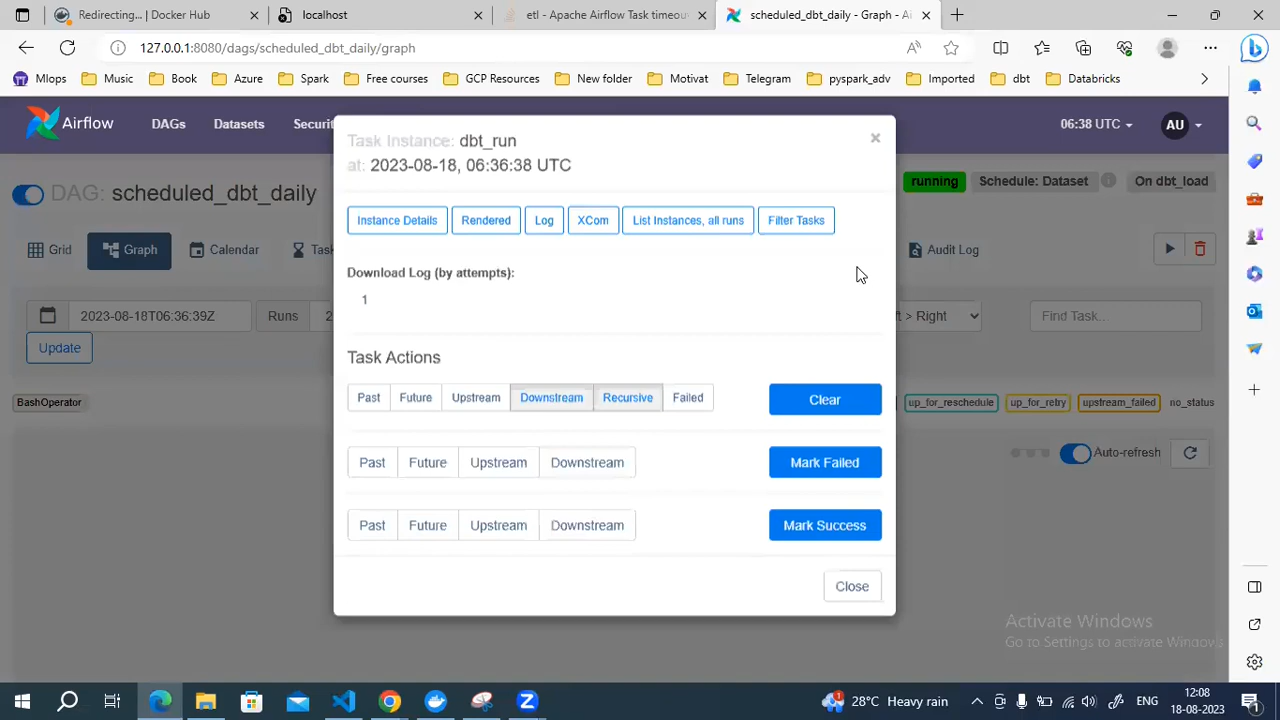 Redirecting... | Docker Hub
localhost
etl - Apache Airflow Task timeou
scheduled_dbt_daily - Graph - Ai
127.0.0.1:8080/dags/scheduled_dbt_daily/graph
Mlops
Music
Book
Azure
Spark
Free courses
GCP Resources
New folder
Motivat
Telegram
pyspark_adv
Imported
dbt
Databricks
Airflow
DAGs
Datasets
Securit
06:38 UTC
AU
DAG: scheduled_dbt_daily
running
Schedule: Dataset
On dbt_load
Grid
Graph
Calendar
Task
Audit Log
2023-08-18T06:36:39Z
Runs
2
ft > Right
Find Task...
Update
BashOperator
up_for_reschedule
up_for_retry
upstream_failed
no_status
Auto-refresh
Task Instance: dbt_run
at: 2023-08-18, 06:36:38 UTC
×
Instance Details
Rendered
Log
XCom
List Instances, all runs
Filter Tasks
Download Log (by attempts):
1
Task Actions
Past Future Upstream Downstream Recursive Failed Clear
Past Future Upstream Downstream Mark Failed
Past Future Upstream Downstream Mark Success
Close
Activate Windows
Go to Settings to activate Windows
1
28°C Heavy rain
ENG
12:08
18-08-2023
1